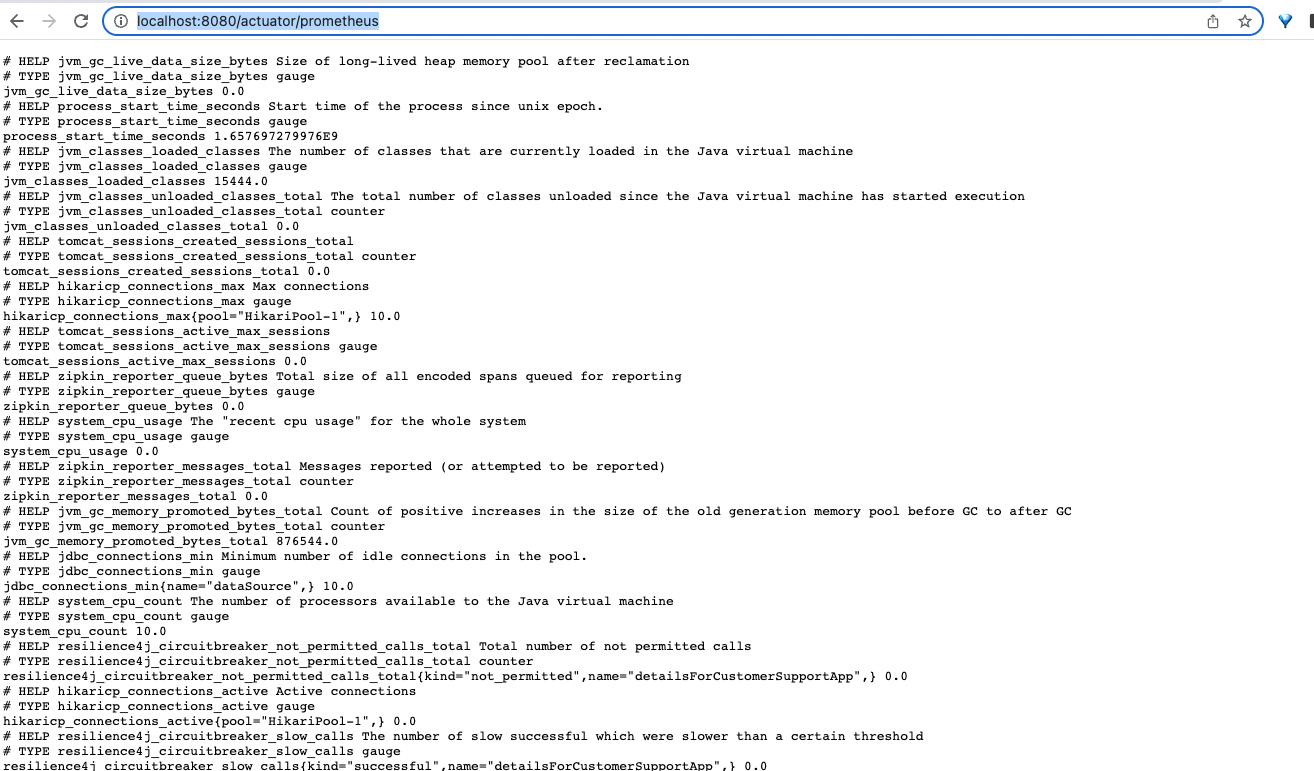 localhost:8080/actuator/prometheus
# HELP jvm_gc_live_data_size_bytes Size of long-lived heap memory pool after reclamation
# TYPE jvm_gc_live_data_size_bytes gauge
jvm_gc_live_data_size_bytes 0.0
# HELP process_start_time_seconds Start time of the process since unix epoch.
# TYPE process_start_time_seconds gauge
process_start_time_seconds 1.657697279976E9
# HELP jvm_classes_loaded_classes The number of classes that are currently loaded in the Java virtual machine
# TYPE jvm_classes_loaded_classes gauge
jvm_classes_loaded_classes 15444.0
# HELP jvm_classes_unloaded_classes_total The total number of classes unloaded since the Java virtual machine has started execution
# TYPE jvm_classes_unloaded_classes_total counter
jvm_classes_unloaded_classes_total 0.0
# HELP tomcat_sessions_created_sessions_total
# TYPE tomcat_sessions_created_sessions_total counter
tomcat_sessions_created_sessions_total 0.0
# HELP hikaricp_connections_max Max connections
# TYPE hikaricp_connections_max gauge
hikaricp_connections_max{pool="HikariPool-1",} 10.0
# HELP tomcat_sessions_active_max_sessions
# TYPE tomcat_sessions_active_max_sessions gauge
tomcat_sessions_active_max_sessions 0.0
# HELP zipkin_reporter_queue_bytes Total size of all encoded spans queued for reporting
# TYPE zipkin_reporter_queue_bytes gauge
zipkin_reporter_queue_bytes 0.0
# HELP system_cpu_usage The "recent cpu usage" for the whole system
# TYPE system_cpu_usage gauge
system_cpu_usage 0.0
# HELP zipkin_reporter_messages_total Messages reported (or attempted to be reported)
# TYPE zipkin_reporter_messages_total counter
zipkin_reporter_messages_total 0.0
# HELP jvm_gc_memory_promoted_bytes_total Count of positive increases in the size of the old generation memory pool before GC to after GC
# TYPE jvm_gc_memory_promoted_bytes_total counter
jvm_gc_memory_promoted_bytes_total 876544.0
# HELP jdbc_connections_min Minimum number of idle connections in the pool.
# TYPE jdbc_connections_min gauge
jdbc_connections_min{name="dataSource",} 10.0
# HELP system_cpu_count The number of processors available to the Java virtual machine
# TYPE system_cpu_count gauge
system_cpu_count 10.0
# HELP resilience4j_circuitbreaker_not_permitted_calls_total Total number of not permitted calls
# TYPE resilience4j_circuitbreaker_not_permitted_calls_total counter
resilience4j_circuitbreaker_not_permitted_calls_total{kind="not_permitted",name="detailsForCustomerSupportApp",} 0.0
# HELP hikaricp_connections_active Active connections
# TYPE hikaricp_connections_active gauge
hikaricp_connections_active{pool="HikariPool-1",} 0.0
# HELP resilience4j_circuitbreaker_slow_calls The number of slow successful which were slower than a certain threshold
# TYPE resilience4j_circuitbreaker_slow_calls gauge
resilience4j_circuitbreaker_slow_calls{kind="successful",name="detailsForCustomerSupportApp",} 0.0